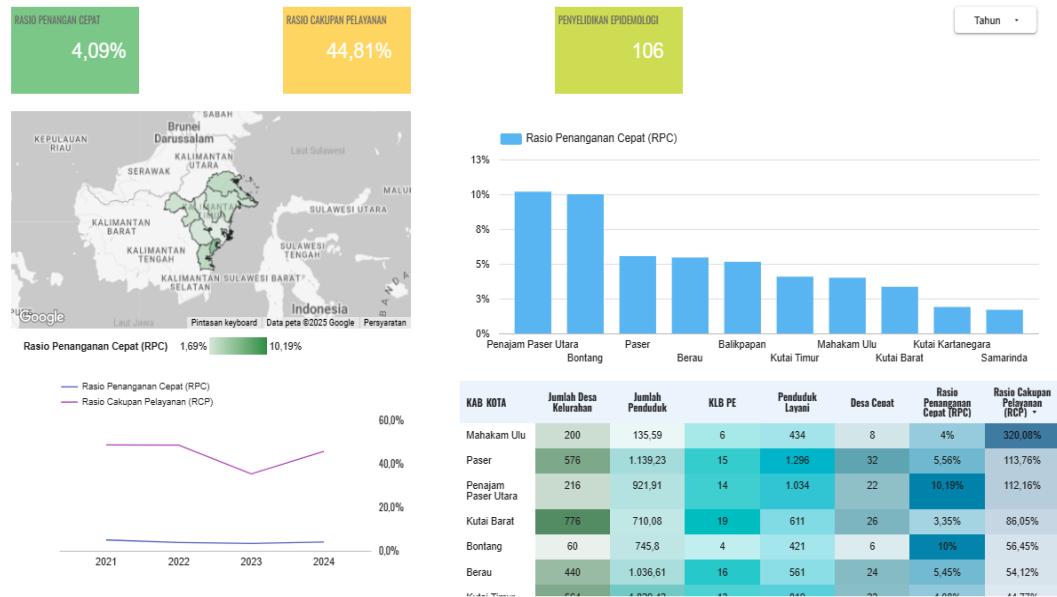 RASIO PENANGAN CEPAT
4,09%
RASIO CAKUPAN PELAYANAN
44,81%
PENYELIDIKAN EPIDEMOLOGI
106
Tahun
SABAH
Brunei
Darussalam
KEPULAUAN
RIAU
Laut Sulawesi
KALIMANTAN
UTARA
SERAWAK
MALU
SULAWESI UTARA
KALIMANTAN
BARAT
KALIMANTAN
TENGAH
SULAWESI
TENGAH
KALIMANTAN
SELATAN
SULAWESI BARAT
BANDA
Indonesia
Google
Laut Jawa
Pintasan keyboard
Data peta ©2025 Google
Persyaratan
Rasio Penanganan Cepat (RPC) 1,69% 10,19%
Rasio Penanganan Cepat (RPC)
Rasio Cakupan Pelayanan (RCP)
60,0%
40,0%
20,0%
0,0%
2021 2022 2023 2024
Rasio Penanganan Cepat (RPC)
13%
10%
8%
5%
3%
0%
Penajam Paser Utara Paser Balikpapan Mahakam Ulu Kutai Kartanegara
Bontang Berau Kutai Timur Kutai Barat Samarinda
KAB KOTA
Jumlah Desa
Kelurahan
Jumlah
Penduduk
KLB PE
Penduduk
Layani
Desa Cepat
Rasio
Penanganan
Cepat (RPC)
Rasio Cakupan
Pelayanan
(RCP)
Mahakam Ulu 200 135,59 6 434 8 4% 320,08%
Paser 576 1.139,23 15 1.296 32 5,56% 113,76%
Penajam
Paser Utara 216 921,91 14 1.034 22 10,19% 112,16%
Kutai Barat 776 710,08 19 611 26 3,35% 86,05%
Bontang 60 745,8 4 421 6 10% 56,45%
Berau 440 1.036,61 16 561 24 5,45% 54,12%
Kutai Timur